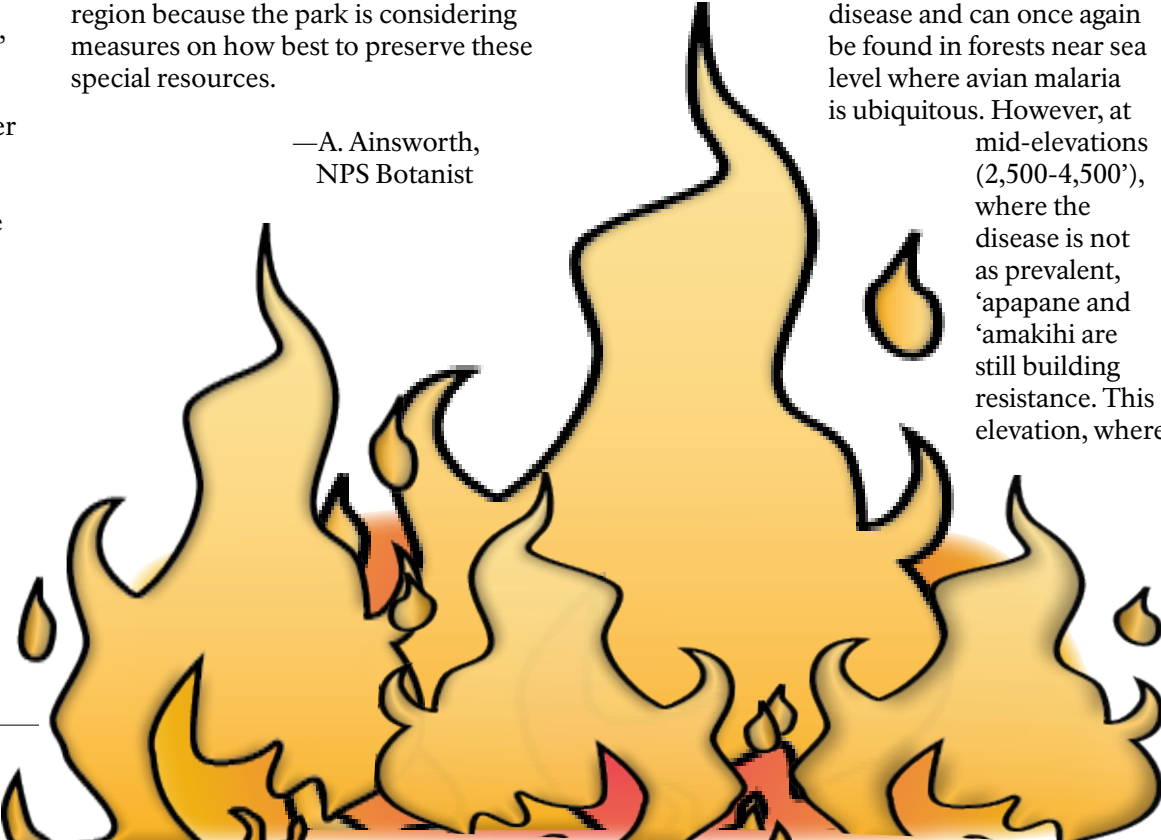 ,
er
e
region because the park is considering
measures on how best to preserve these
special resources.
—A. Ainsworth,
NPS Botanist
disease and can once again
be found in forests near sea
level where avian malaria
is ubiquitous. However, at
mid-elevations
(2,500-4,500’),
where the
disease is not
as prevalent,
‘apapane and
‘amakihi are
still building
resistance. This
elevation, where